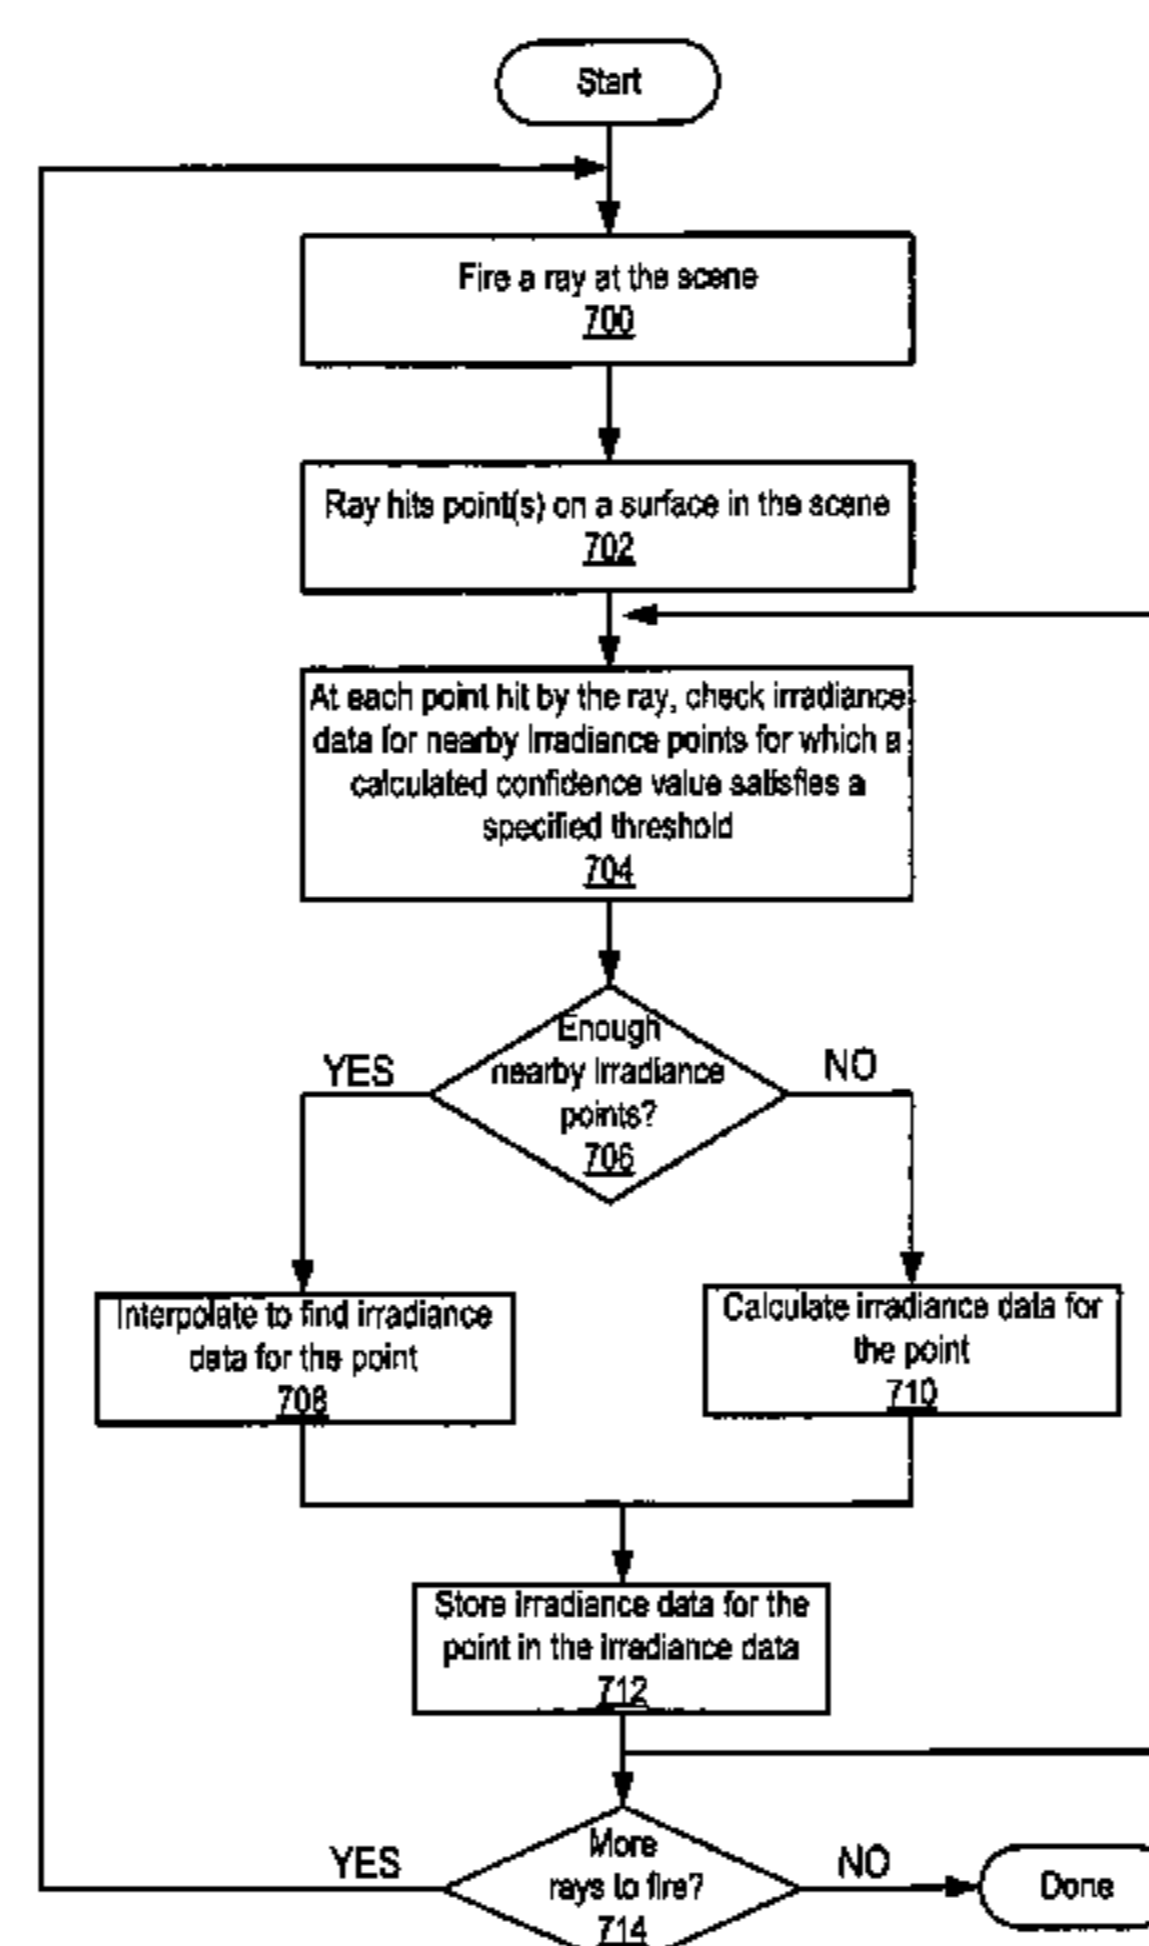 Start
Fire a ray at the scene
700
Ray hits point(s) on a surface in the scene
702
At each point hit by the ray, check irradiance
data for nearby irradiance points for which a
calculated confidence value satisfies a
specified threshold
704
Enough
nearby irradiance
points?
706
YES
NO
Interpolate to find irradiance
data for the point
708
Calculate irradiance data for
the point
710
Store irradiance data for the
point in the irradiance data
712
More
rays to fire?
714
YES
NO
Done